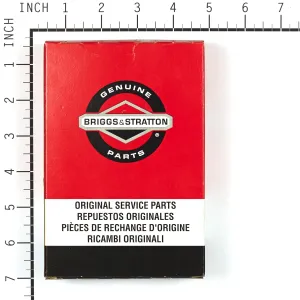 INCH 1 2 3 4 5 6 7
INCH
1
2
3
4
5
6
7
GENUINE
BRIGGS&STRATTON
®
PARTS
ORIGINAL SERVICE PARTS
REPUESTOS ORIGINALES
PIÈCES DE RECHANGE D'ORIGINE
RICAMBI ORIGINALI